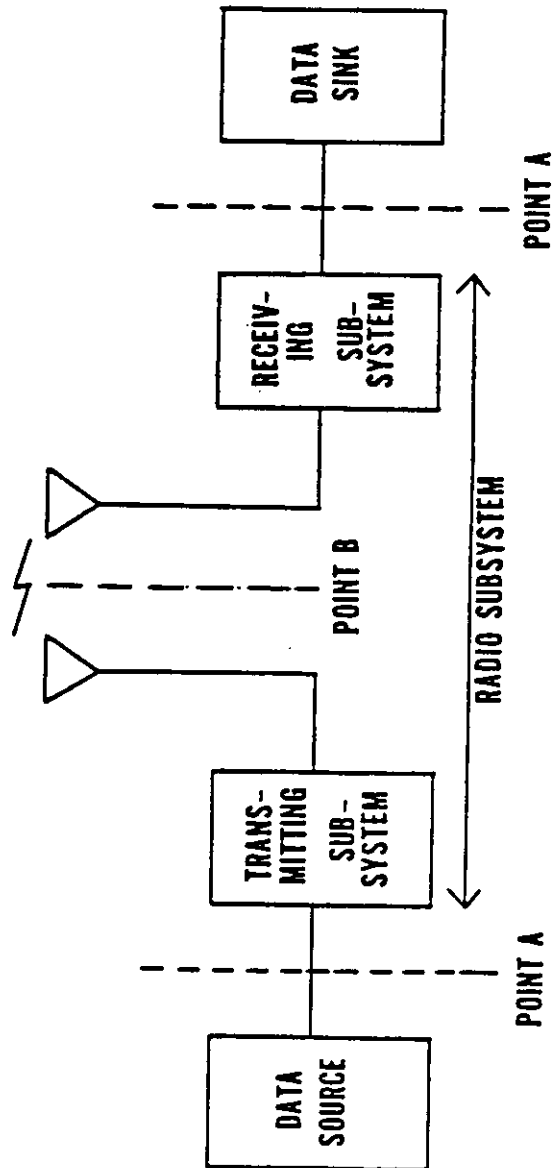 DATA
SOURCE
POINT A
TRANS-
MITTING
SUB-
SYSTEM
POINT B
RADIO SUBSYSTEM
RECEIV-
ING
SUB-
SYSTEM
POINT A
DATA
SINK